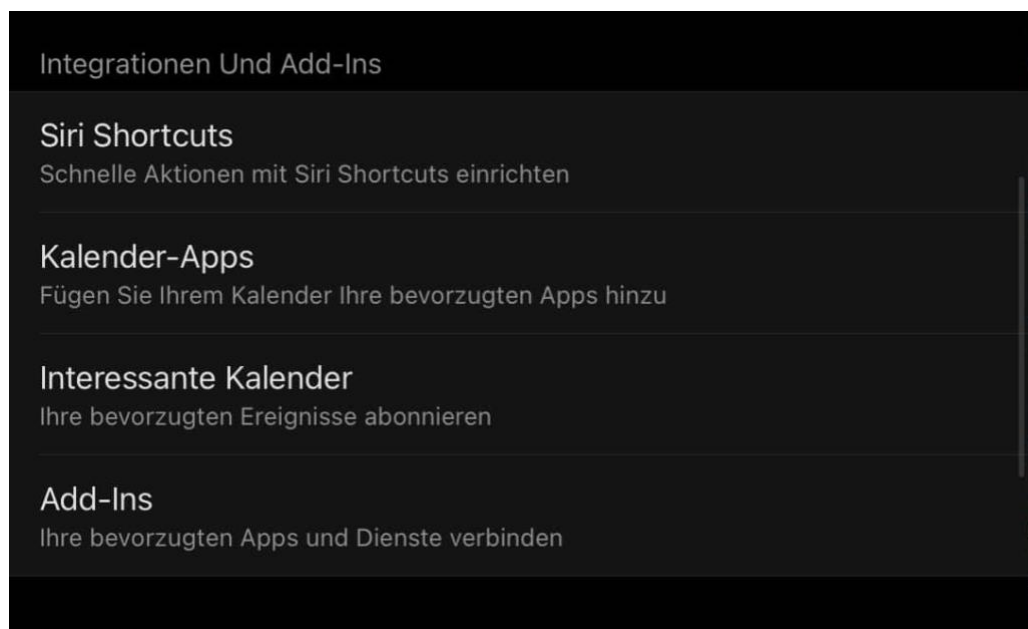 Integrationen Und Add-Ins
Siri Shortcuts
Schnelle Aktionen mit Siri Shortcuts einrichten
Kalender-Apps
Fügen Sie Ihrem Kalender Ihre bevorzugten Apps hinzu
Interessante Kalender
Ihre bevorzugten Ereignisse abonnieren
Add-Ins
Ihre bevorzugten Apps und Dienste verbinden